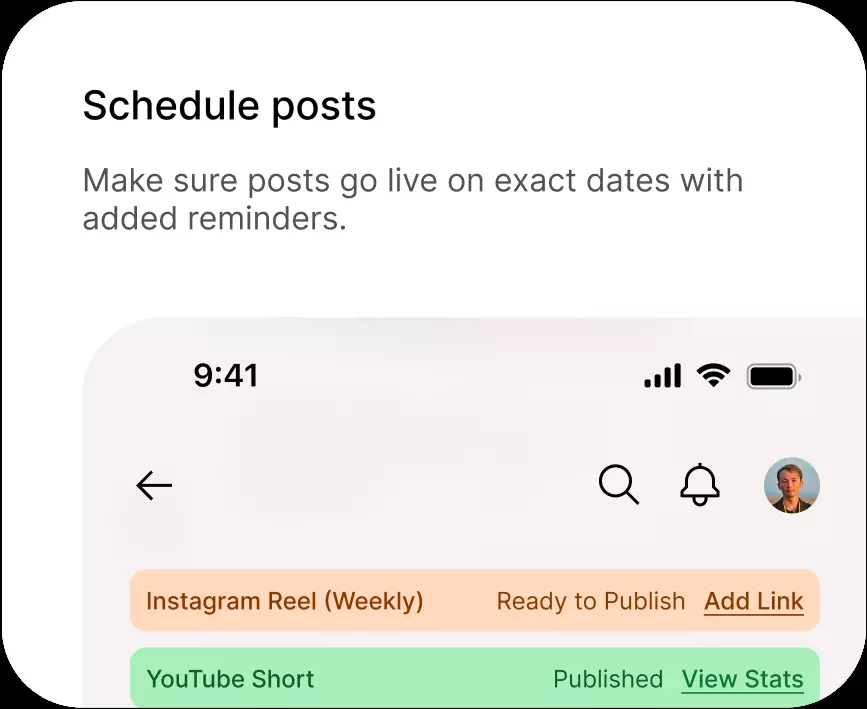 Schedule posts
Make sure posts go live on exact dates with
added reminders.
9:41
Instagram Reel (Weekly) Ready to Publish Add Link
YouTube Short Published View Stats